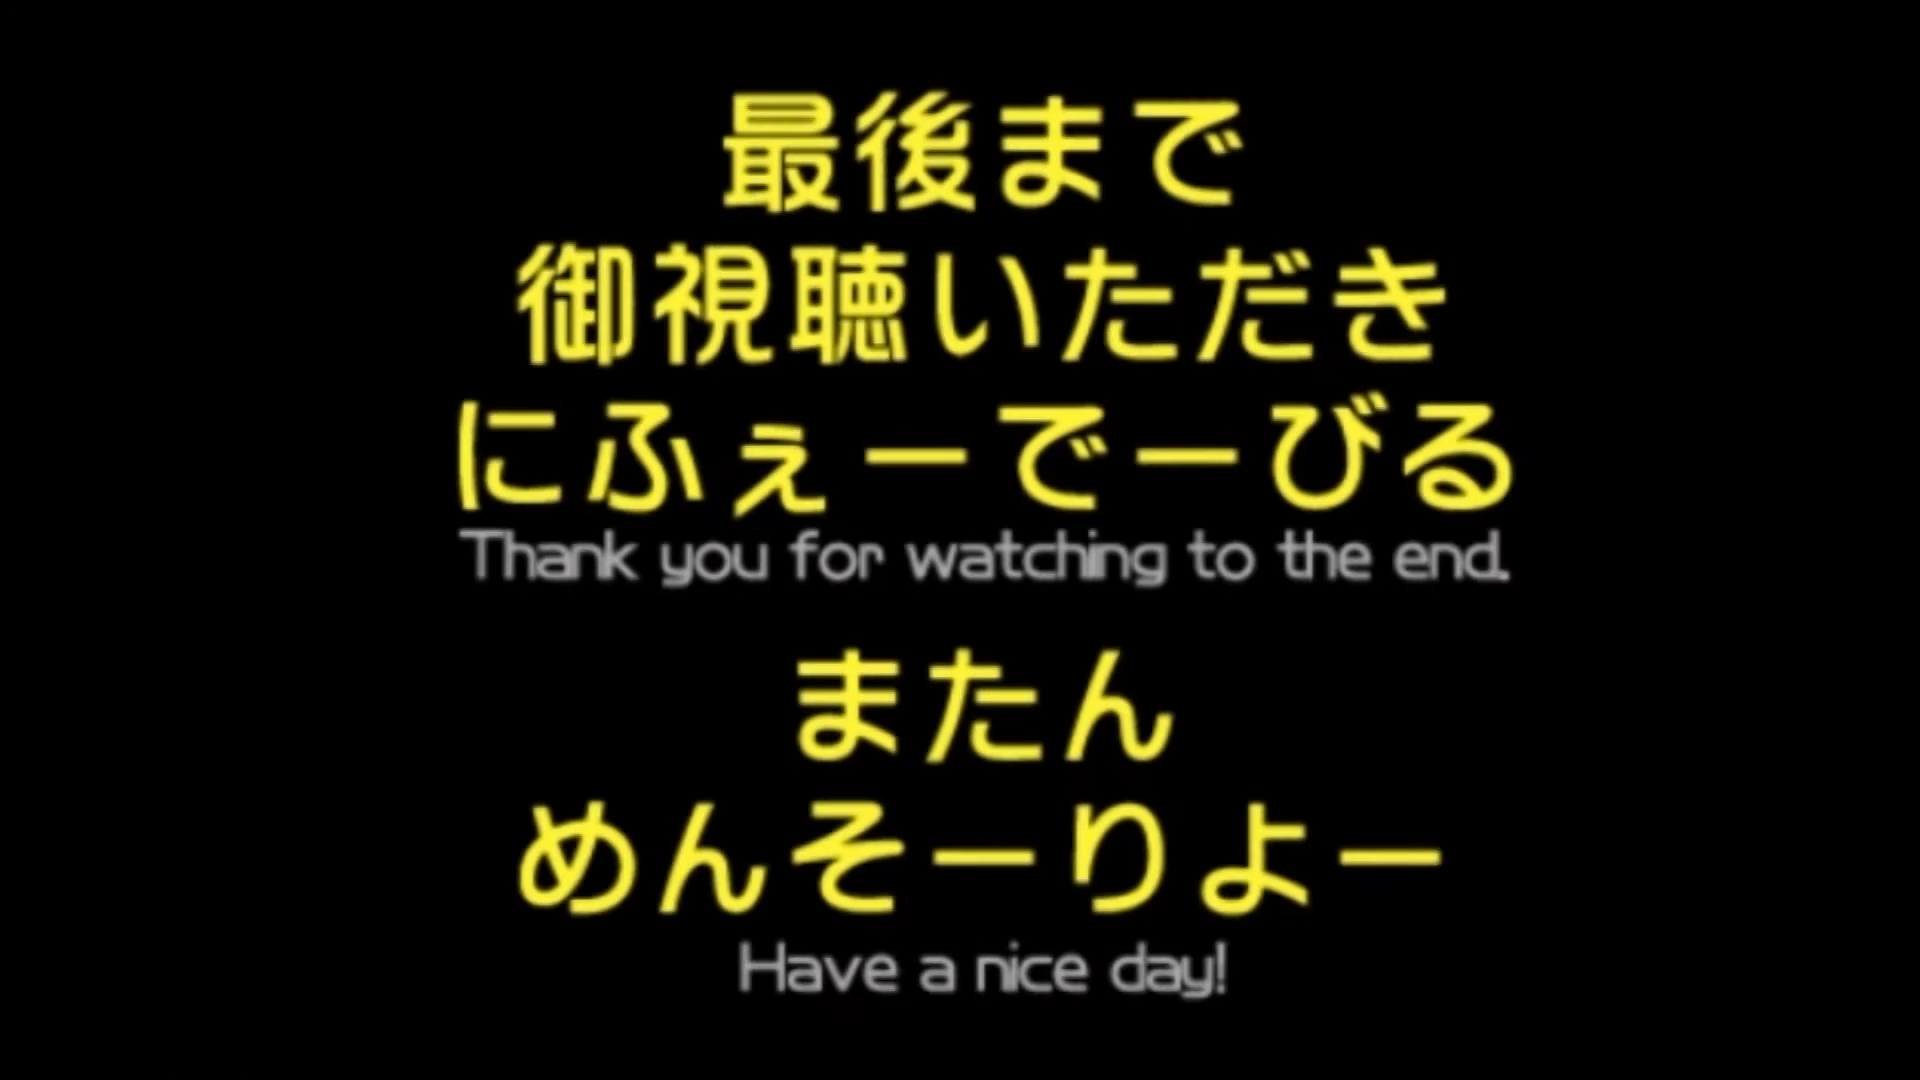 最後まで
御視聴いただき
にふぇーでーびる
Thank you for watching to the end.
またん
めんそーりよー
Have a nice day!